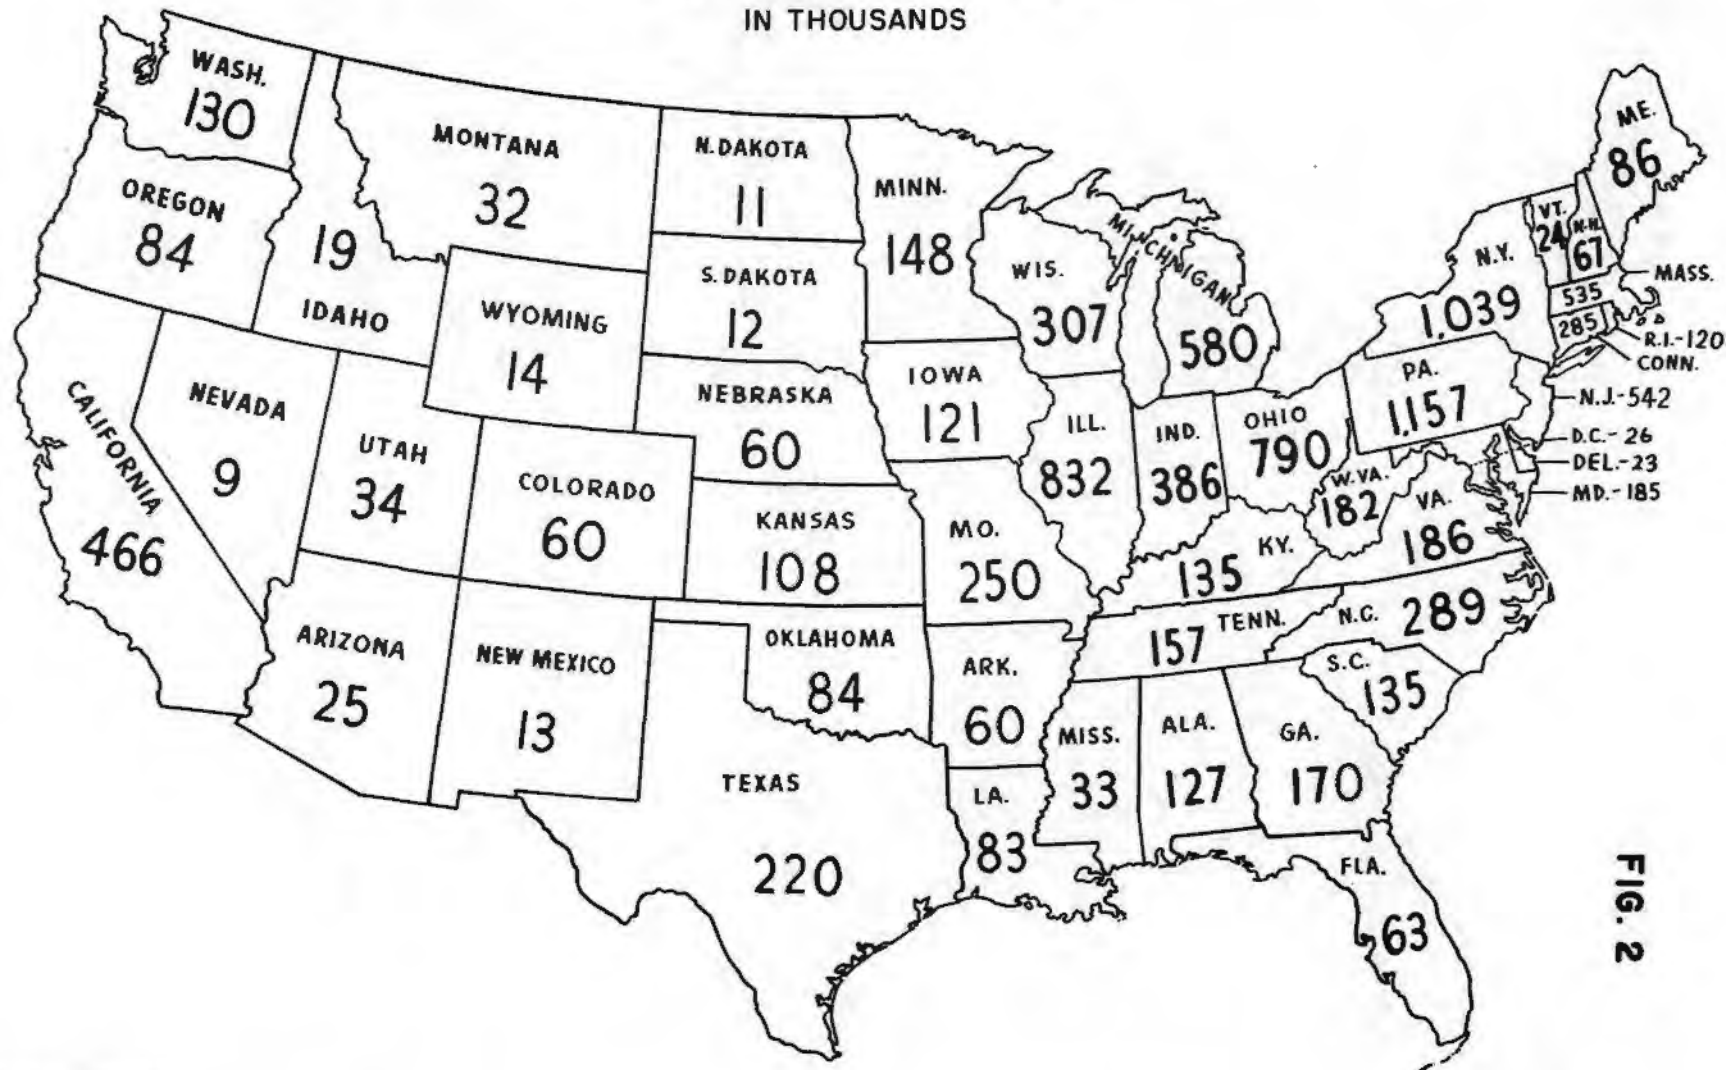 IN THOUSANDS
WASH.
130
OREGON
84
CALIFORNIA
466
NEVADA
9
19
IDAHO
MONTANA
32
WYOMING
14
UTAH
34
COLORADO
60
ARIZONA
25
NEW MEXICO
13
N. DAKOTA
11
S. DAKOTA
12
NEBRASKA
60
KANSAS
108
OKLAHOMA
84
TEXAS
220
MINN.
148
IOWA
121
MO.
250
ARK.
60
LA.
83
WIS.
307
ILL.
832
MICHIGAN
580
IND.
386
OHIO
790
KY.
135
TENN.
157
MISS.
33
ALA.
127
GA.
170
FLA.
63
S.C.
135
N.C.
289
VA.
186
W.VA.
182
PA.
1,157
N.Y.
1,039
VT.
24
N.H.
67
ME.
86
MASS.
535
285
R.I.-120
CONN.
N.J.-542
D.C.-26
DEL.-23
MD.-185
FIG. 2